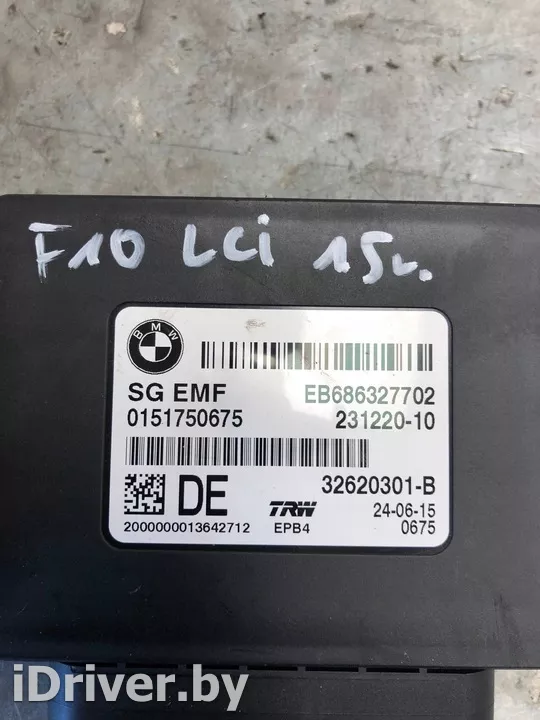 F10 LCi 15г.
BMW
SG EMF EB686327702
0151750675 231220-10
32620301-B
DE TRW 24-06-15
2000000013642712 EPB4 0675
iDriver.by